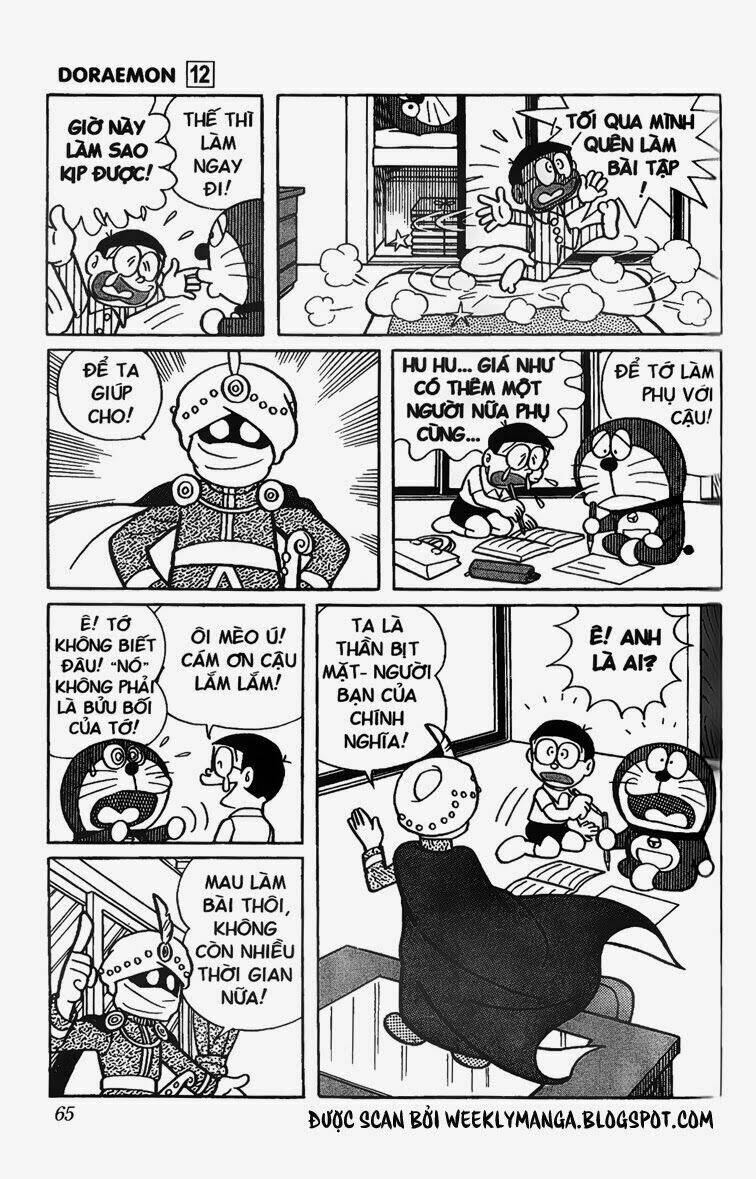 DORAEMON 12
TỐI QUA MÌNH
QUÊN LÀM
BÀI TẬP
!
THẾ THÌ
LÀM
NGAY
ĐI!
GIỜ NÀY
LÀM SAO
KỊP ĐƯỢC!
ĐỂ TỚ LÀM
PHỤ VỚI
CẬU!
HU HU... GIÁ NHƯ
CÓ THÊM MỘT
NGƯỜI NỮA PHỤ
CÙNG...
ĐỂ TA
GIÚP
CHO!
Ê! ANH
LÀ AI?
TA LÀ
THẦN BỊT
MẶT- NGƯỜI
BẠN CỦA
CHÍNH
NGHĨA!
ÔI MÈO Ú!
CÁM ƠN CẬU
LẮM LẮM!
Ê! TỚ
KHÔNG BIẾT
ĐÂU! "NÓ"
KHÔNG PHẢI
LÀ BỬU BỐI
CỦA TỚ!
MAU LÀM
BÀI THÔI,
KHÔNG
CÒN NHIỀU
THỜI GIAN
NỮA!
65
ĐƯỢC SCAN BỞI WEEKLYMANGA.BLOGSPOT.COM